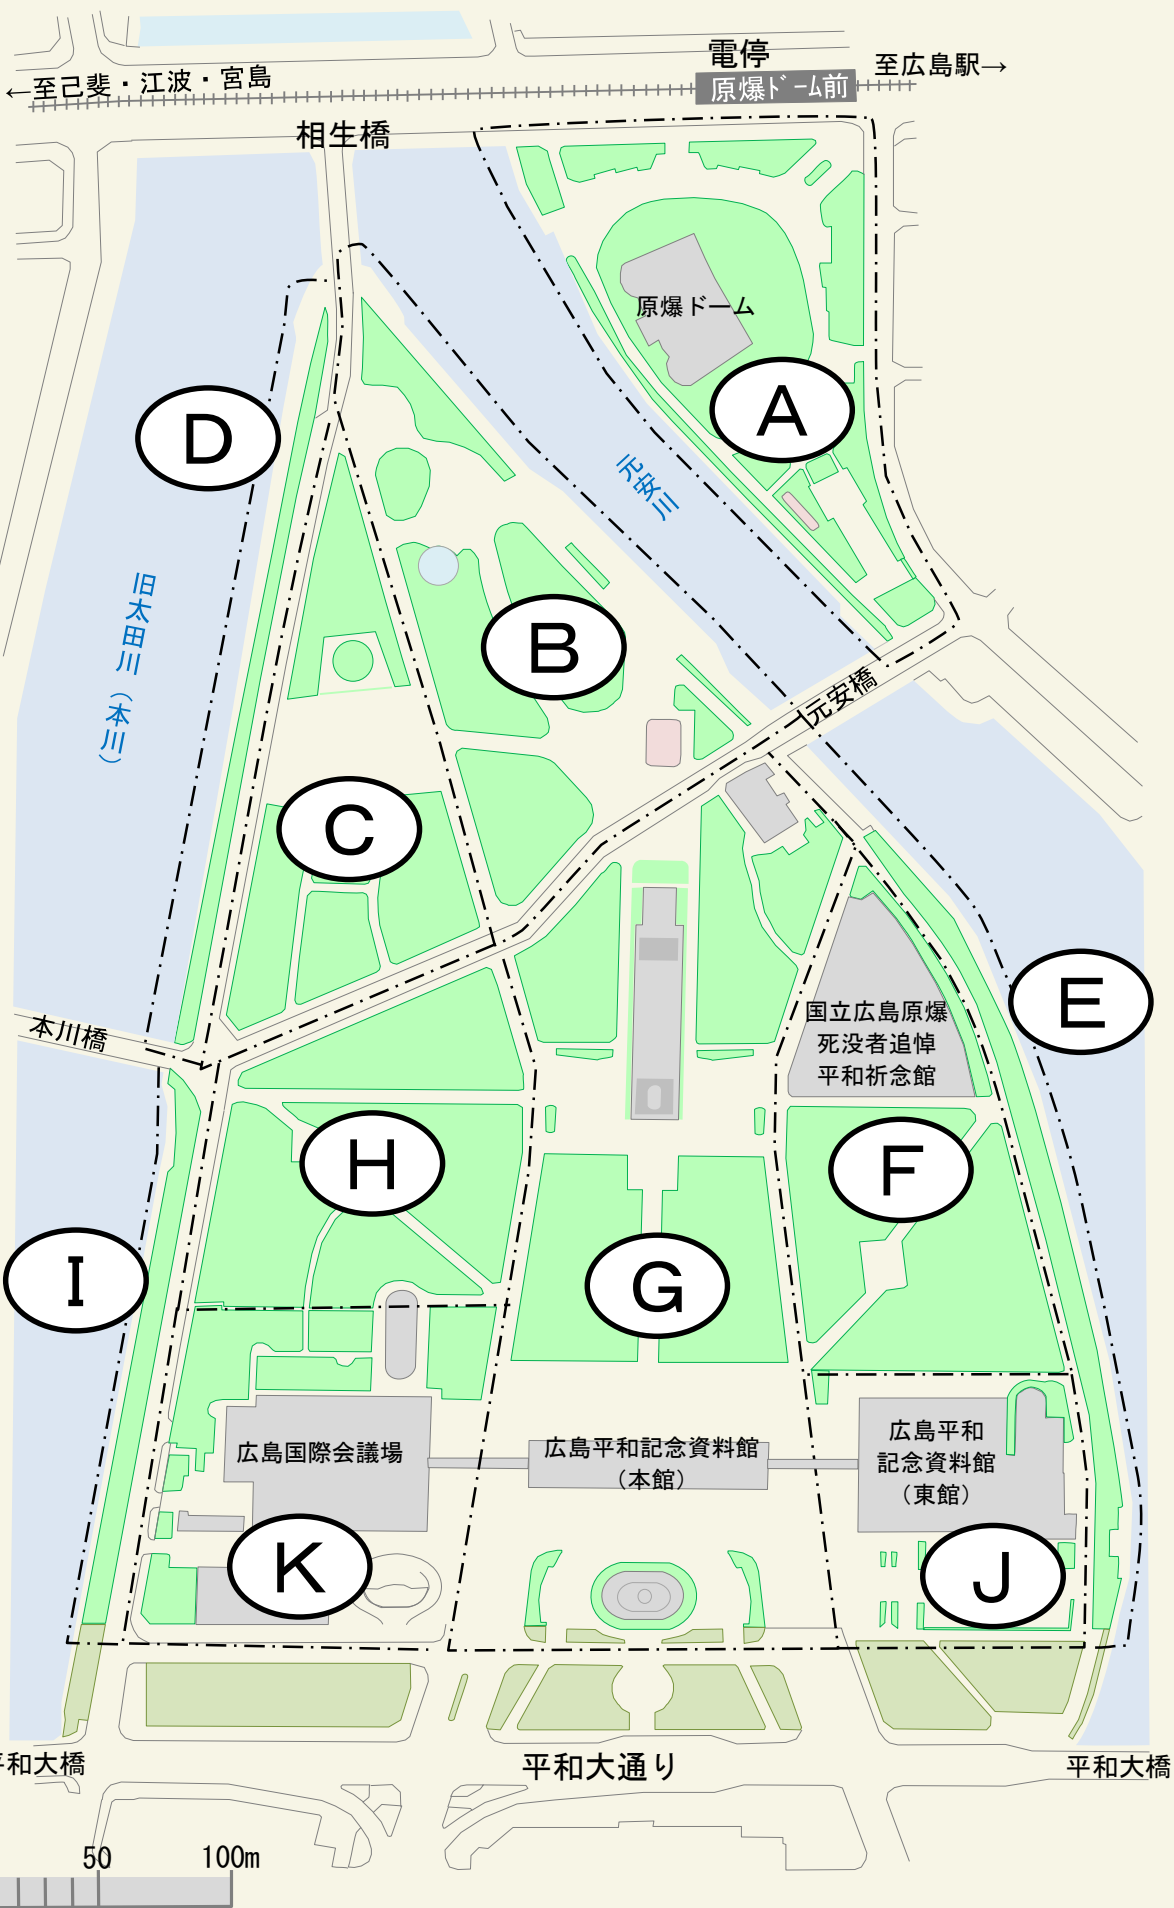 電停
至広島駅→
←至己斐・江波・宮島
原爆ドーム前
相生橋
原爆ドーム
A
D
元安川
旧太田川（本川）
B
元安橋
C
E
国立広島原爆
死没者追悼
平和祈念館
本川橋
H
F
I
G
広島国際会議場
広島平和記念資料館
（本館）
広島平和
記念資料館
（東館）
K
J
平和大橋
平和大通り
平和大橋
50
100m